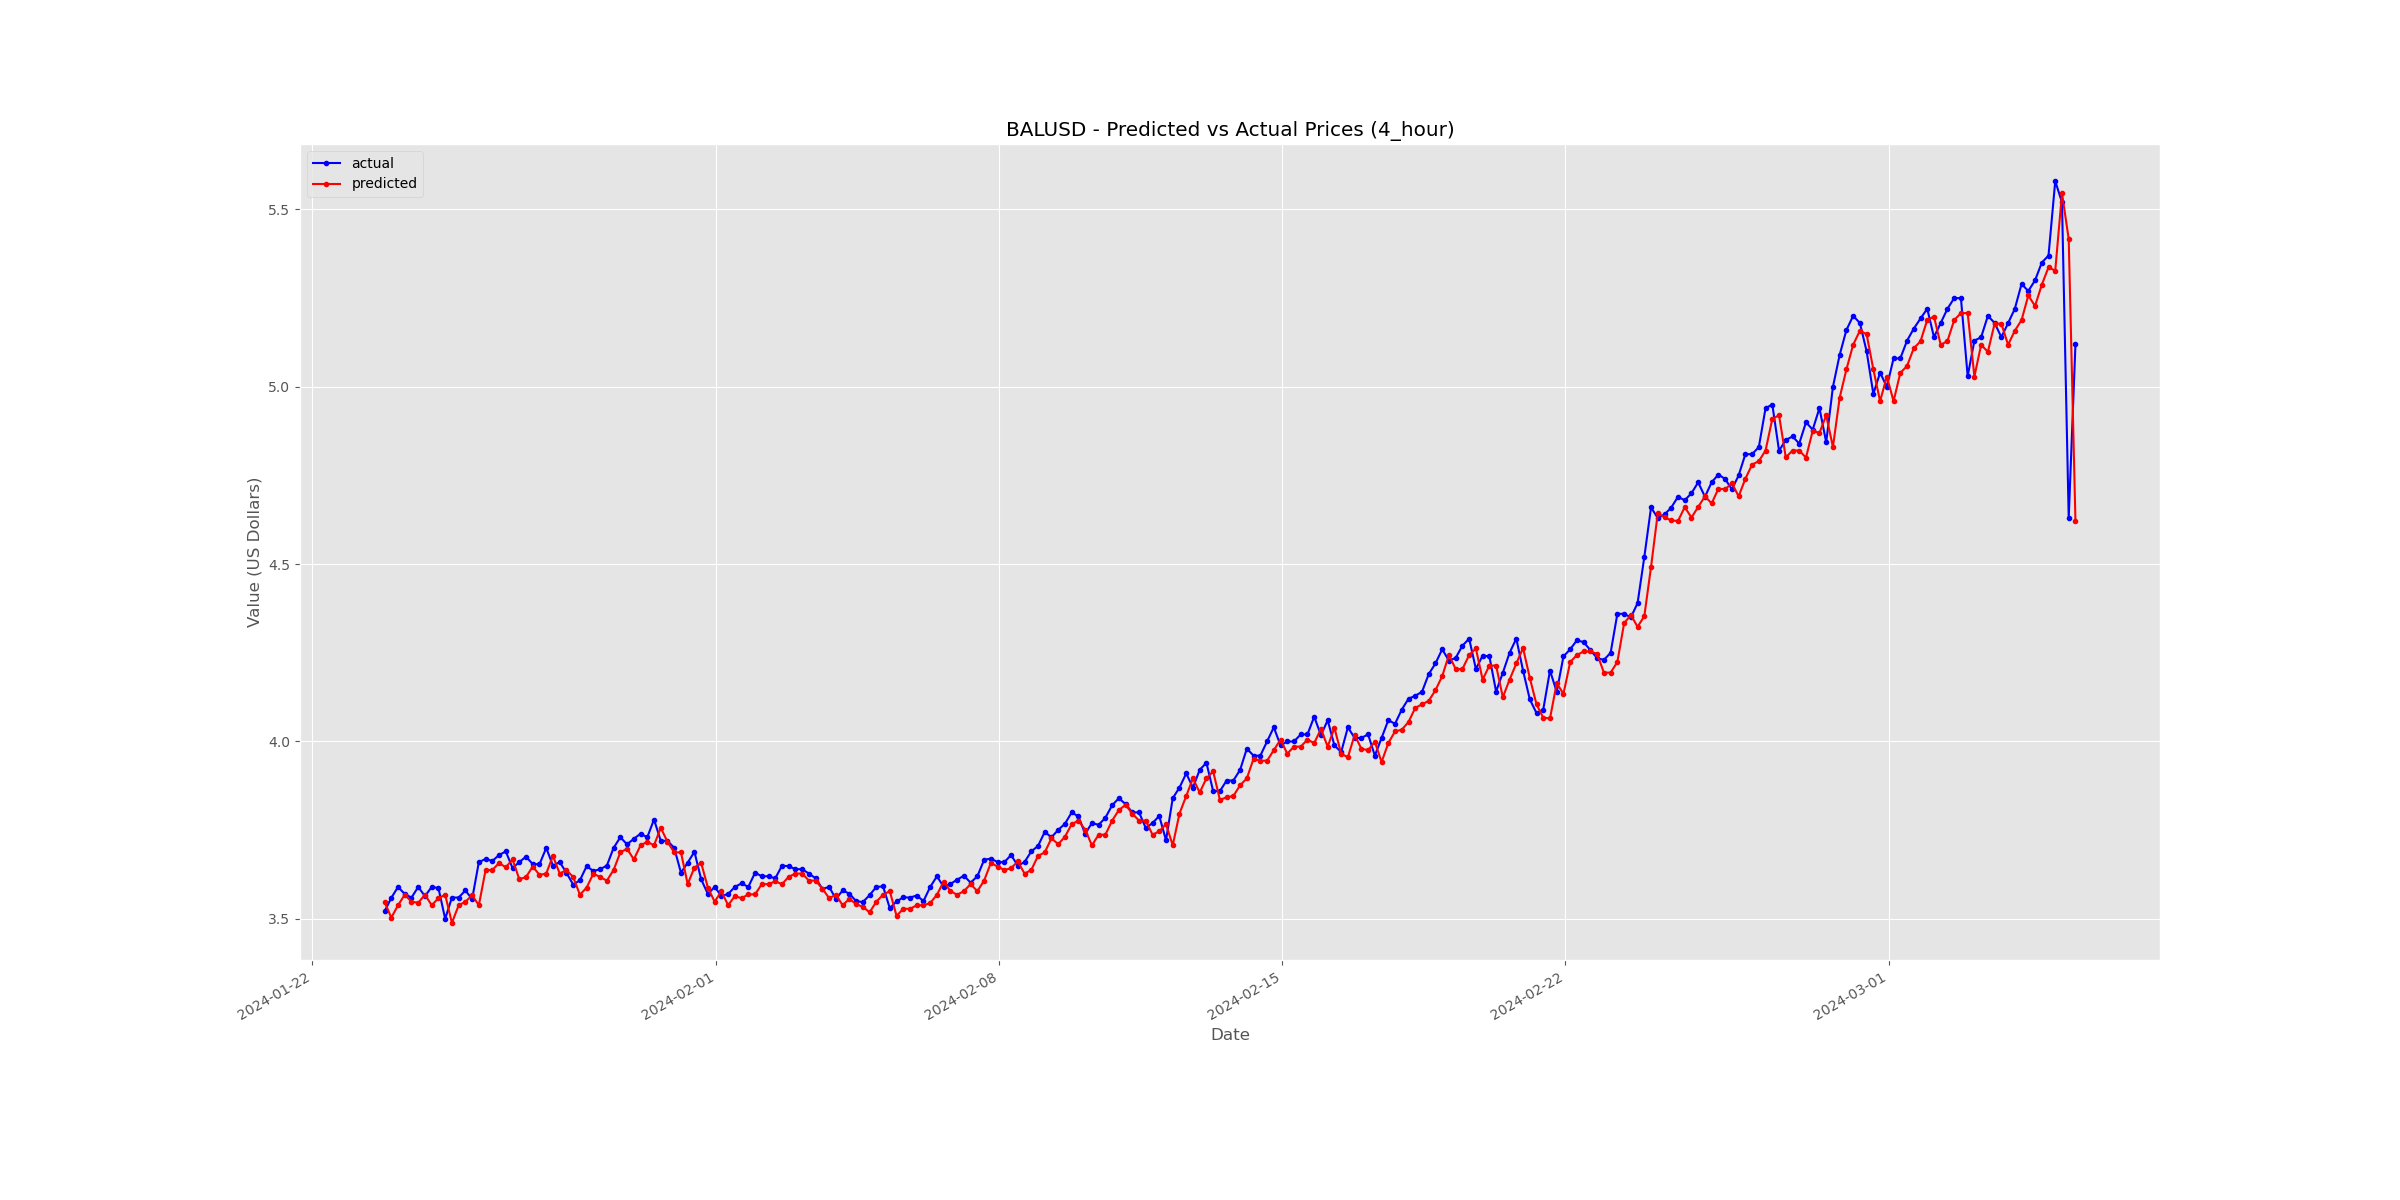 BALUSD - Predicted vs Actual Prices (4_hour)
actual
predicted
5.5
5.0
4.5
4.0
3.5
Value (US Dollars)
2024-01-22
2024-02-01
2024-02-08
2024-02-15
2024-02-22
2024-03-01
Date